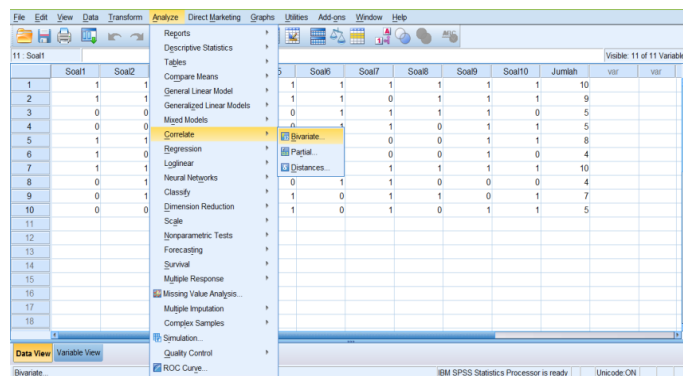 File Edit View Data Transform Analyze Direct Marketing Graphs Utilities Add-ons Window Help
11 : Soal1 Visible: 11 of 11 Variable
Soal1 Soal2 5 Soal6 Soal7 Soal8 Soal9 Soal10 Jumlah var var
Reports
Descriptive Statistics
Tables
Compare Means
General Linear Model
Generalized Linear Models
Mixed Models
Correlate
Regression
Loglinear
Neural Networks
Classify
Dimension Reduction
Scale
Nonparametric Tests
Forecasting
Survival
Multiple Response
Missing Value Analysis...
Multiple Imputation
Complex Samples
Simulation...
Quality Control
ROC Curve...
Bivariate...
Partial...
Distances...
1 1 1 1 1 1 1 1 1 10
2 1 1 1 1 0 1 1 1 9
3 0 0 0 1 1 1 1 0 5
4 0 0 0 1 1 0 1 1 5
5 1 1 0 0 1 1 8
6 1 0 0 0 1 0 4
7 1 1 1 1 1 1 10
8 0 1 0 1 1 0 0 0 4
9 0 1 1 0 1 1 0 1 7
10 0 0 1 0 1 0 1 1 5
11
12
13
14
15
16
17
18
Data View Variable View
Bivariate... IBM SPSS Statistics Processor is ready Unicode:ON